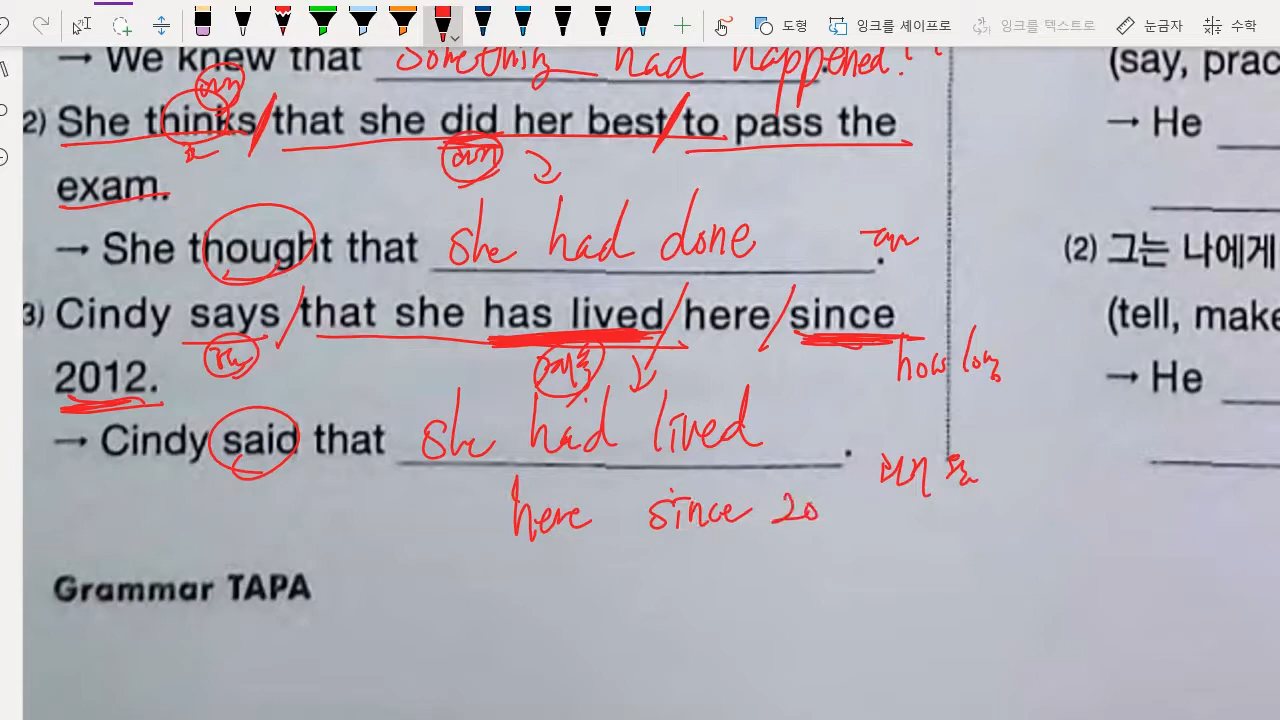 도형 잉크를 셰이프로 잉크를 텍스트로 눈금자 수학
→ We knew that something had happened.
2) She thinks / that she did her best / to pass the
exam.
→ She thought that she had done .
3) Cindy says / that she has lived / here / since
how long
2012.
→ Cindy said that she had lived .
here since 20
Grammar TAPA
(say, prac
→ He
(2) 그는 나에게
(tell, make
→ He